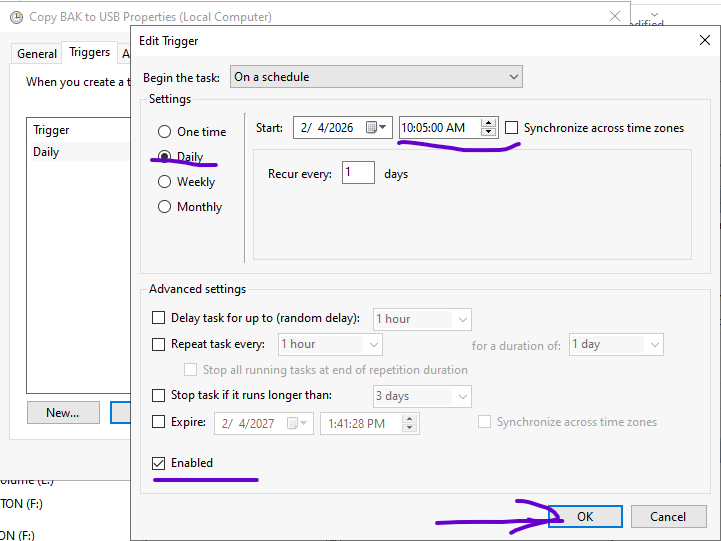 Copy BAK to USB Properties (Local Computer)
General
Triggers
A
When you create a t
Trigger
Daily
New...
Edit Trigger
Begin the task:
On a schedule
Settings
One time
Daily
Weekly
Monthly
Start:
2/ 4/2026
10:05:00 AM
Synchronize across time zones
Recur every:
1
days
Advanced settings
Delay task for up to (random delay):
1 hour
Repeat task every:
1 hour
for a duration of:
1 day
Stop all running tasks at end of repetition duration
Stop task if it runs longer than:
3 days
Expire:
2/ 4/2027
1:41:28 PM
Synchronize across time zones
Enabled
OK
Cancel
TON (F:)
ON (F:)